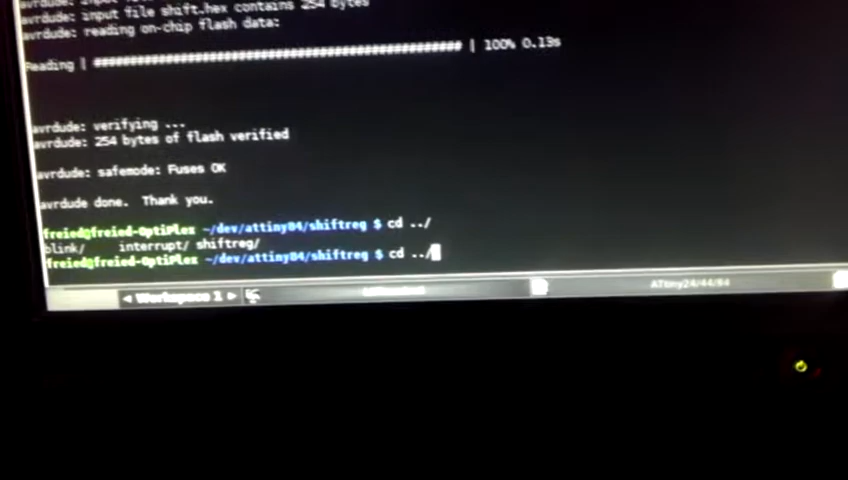 avrdude: input file shift.hex contains 254 bytes
avrdude: reading on-chip flash data:
Reading | ################################################## | 100% 0.13s
avrdude: verifying ...
avrdude: 254 bytes of flash verified
avrdude: safemode: Fuses OK
avrdude done.  Thank you.
freied@freied-OptiPlex ~/dev/attiny84/shiftreg $ cd ../
blink/     interrupt/ shiftreg/
freied@freied-OptiPlex ~/dev/attiny84/shiftreg $ cd ../
Workspace 1
ATtiny24/44/84